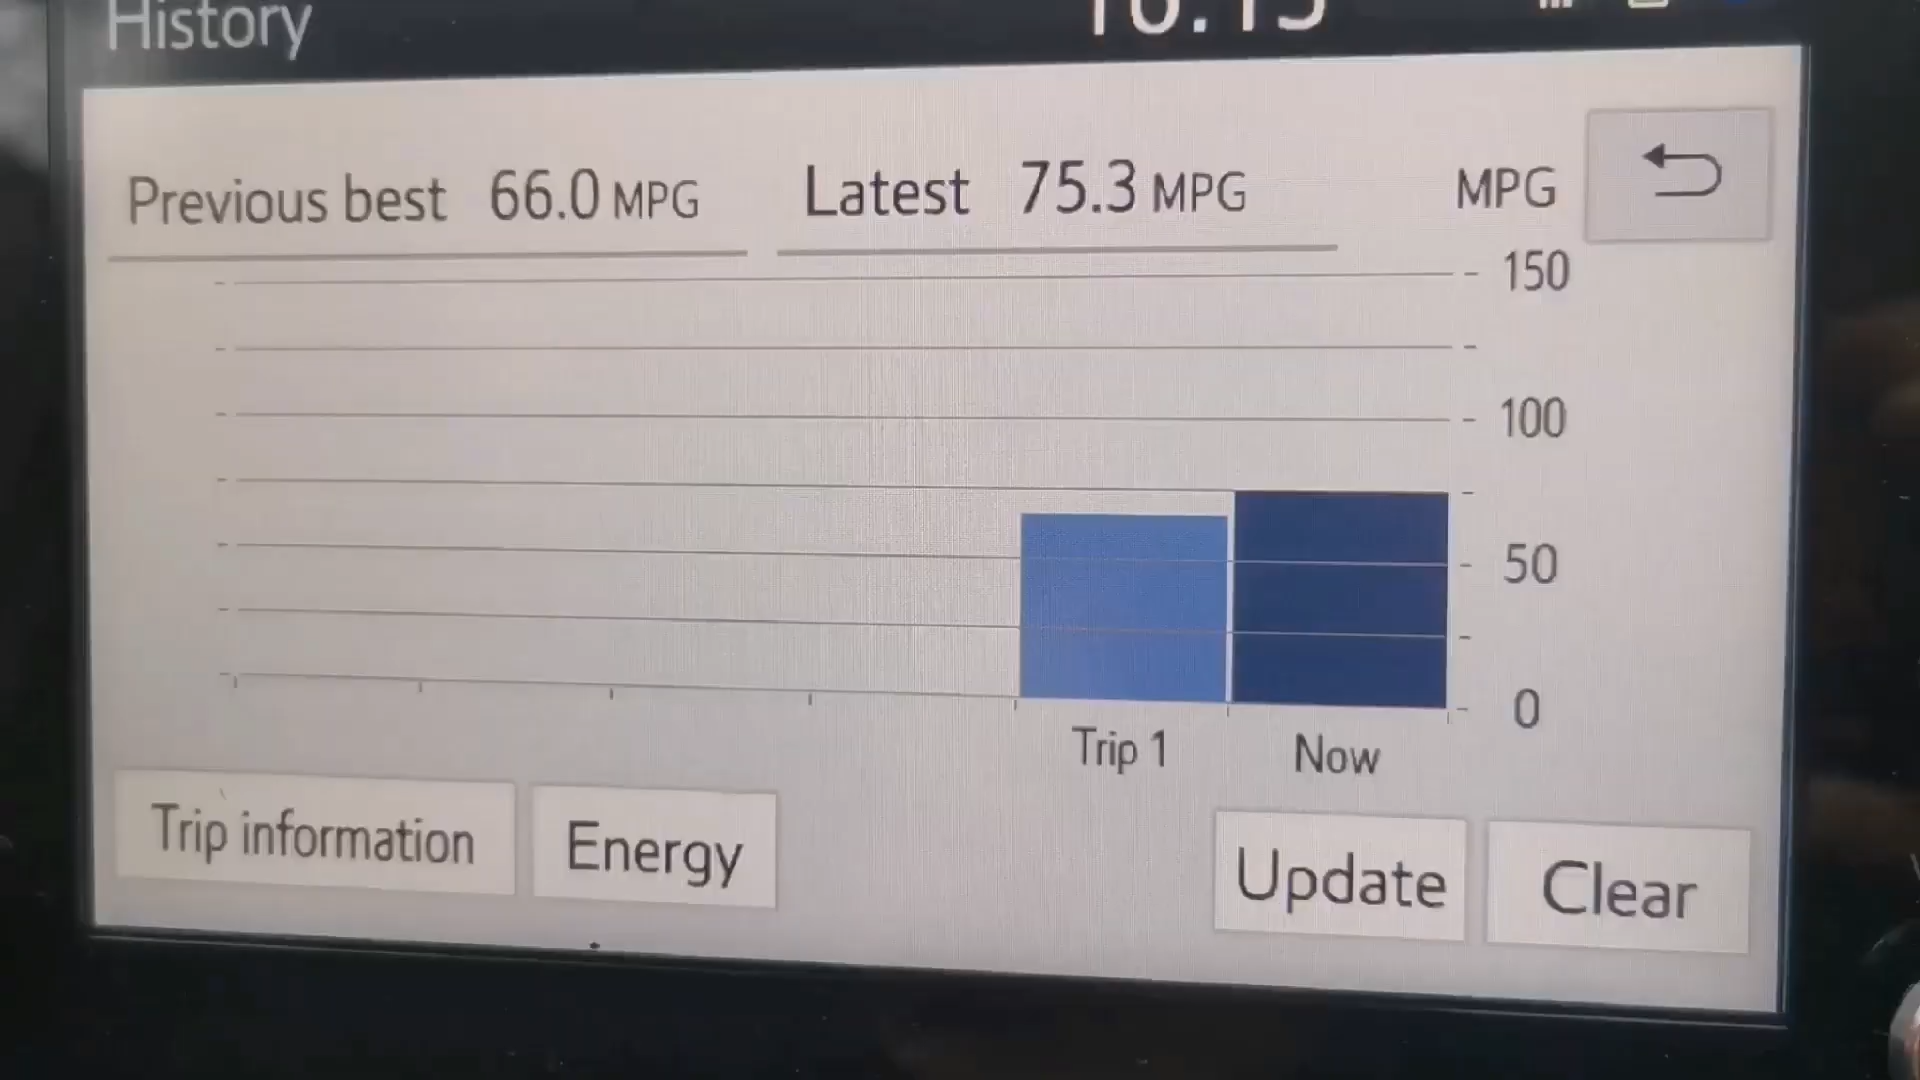 History
Previous best 66.0 MPG Latest 75.3 MPG MPG
150
100
50
0
Trip 1 Now
Trip information Energy Update Clear